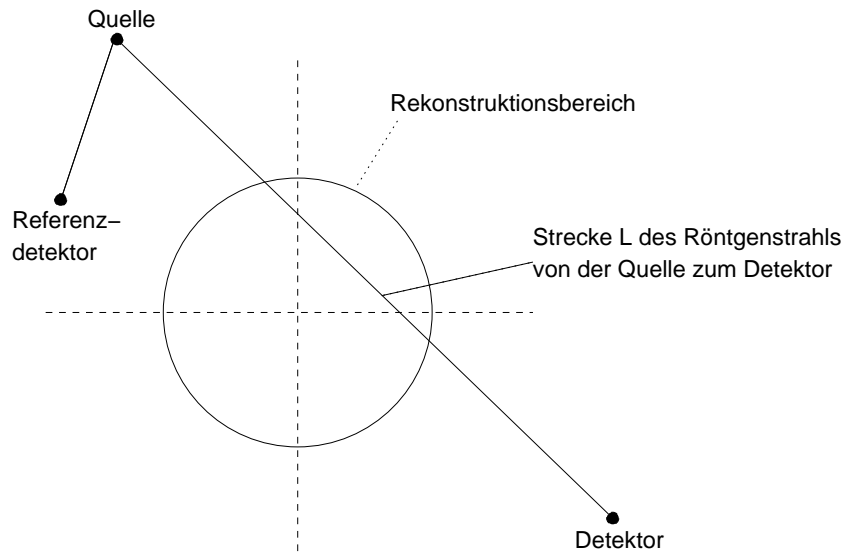 Quelle
Rekonstruktionsbereich
Referenz–
detektor
Strecke L des Röntgenstrahls
von der Quelle zum Detektor
Detektor